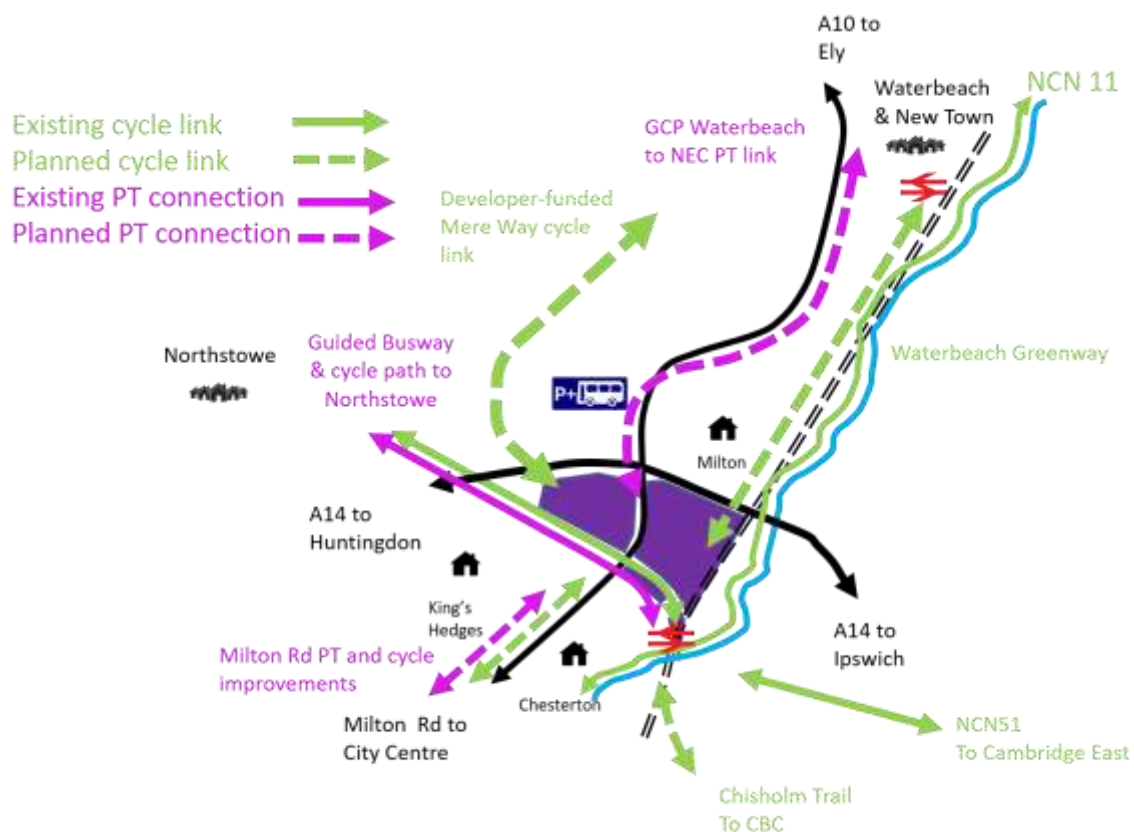 A10 to
Ely
Waterbeach
& New Town
NCN 11
Existing cycle link
Planned cycle link
Existing PT connection
Planned PT connection
GCP Waterbeach
to NEC PT link
Developer-funded
Mere Way cycle
link
Northstowe
Guided Busway
& cycle path to
Northstowe
Waterbeach Greenway
P+
Milton
A14 to
Huntingdon
King's
Hedges
A14 to
Ipswich
Milton Rd PT and cycle
improvements
Chesterton
Milton Rd to
City Centre
NCN51
To Cambridge East
Chisholm Trail
To CBC